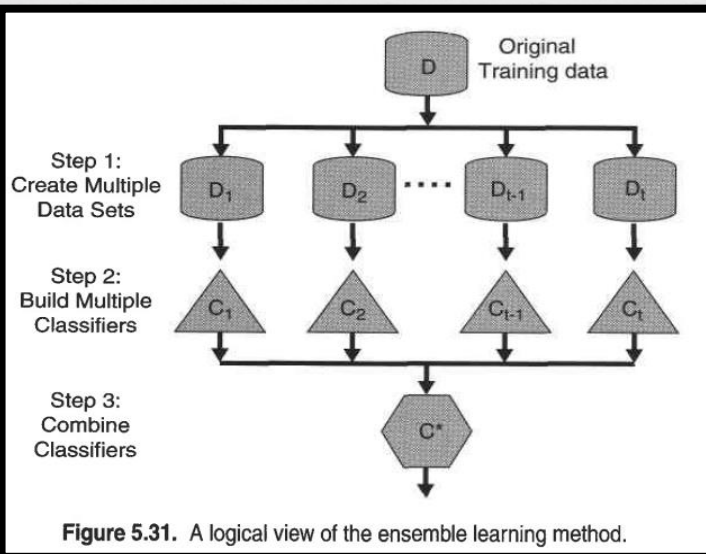 Original
D
Training data
Step 1:
Create Multiple
Data Sets
D₁ D₂ .... Dₜ₋₁ Dₜ
Step 2:
Build Multiple
Classifiers
C₁ C₂ Cₜ₋₁ Cₜ
Step 3:
Combine
Classifiers
C*
Figure 5.31. A logical view of the ensemble learning method.